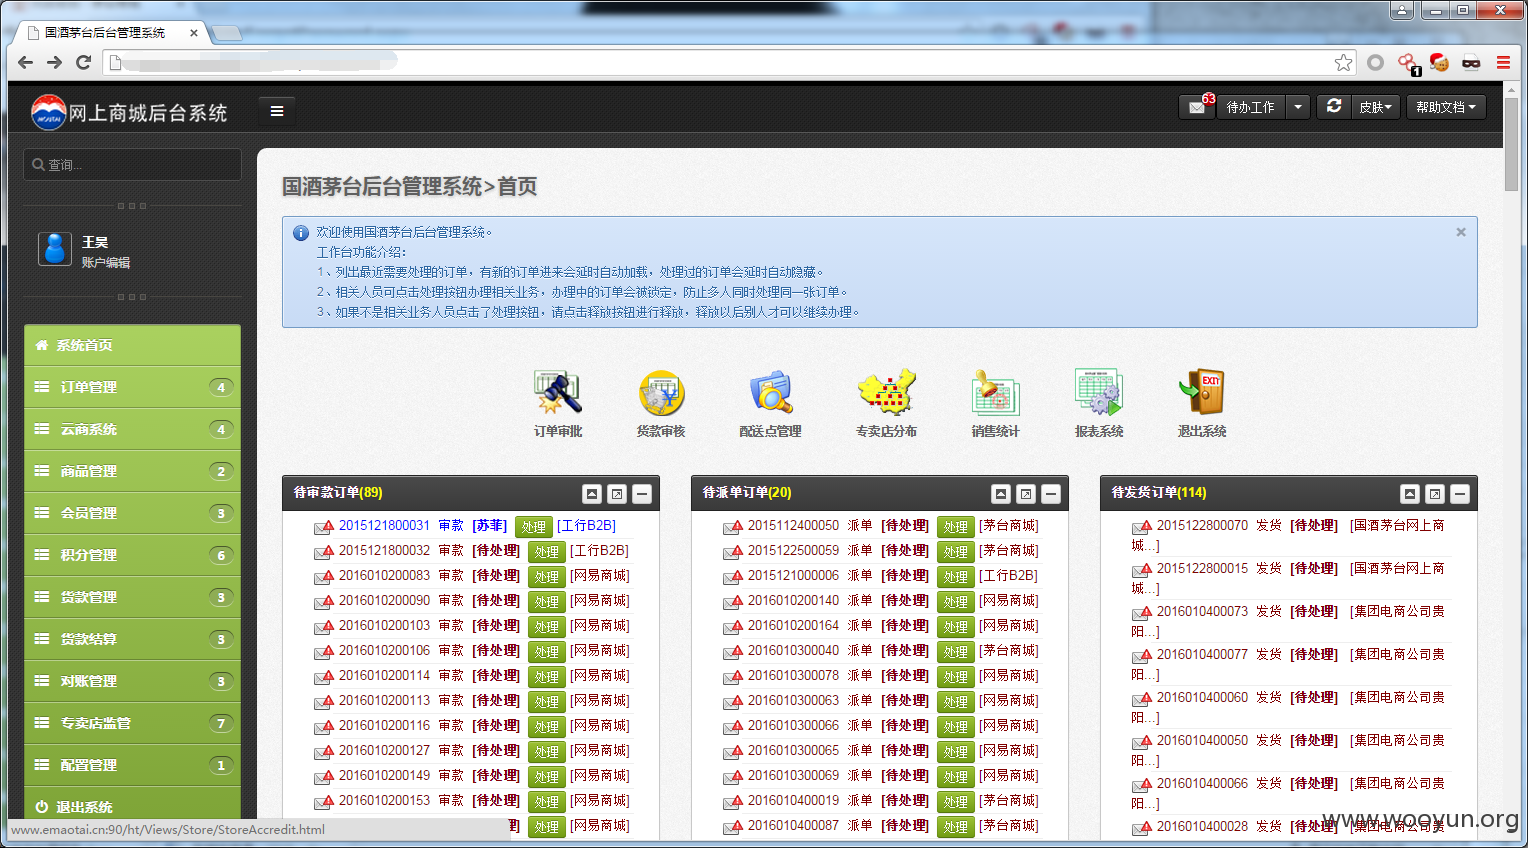 国酒茅台后台管理系统
网上商城后台系统
63
待办工作
皮肤
帮助文档
查询...
王昊
账户编辑
系统首页
订单管理 4
云商系统 4
商品管理 2
会员管理 3
积分管理 6
货款管理 3
货款结算 3
对账管理 3
专卖店监管 7
配置管理 1
退出系统
www.emaotai.cn:90/ht/Views/Store/StoreAccredit.html
国酒茅台后台管理系统>首页
欢迎使用国酒茅台后台管理系统。
工作台功能介绍：
1、列出最近需要处理的订单，有新的订单进来会延时自动加载，处理过的订单会延时自动隐藏。
2、相关人员可点击处理按钮办理相关业务，办理中的订单会被锁定，防止多人同时处理同一张订单。
3、如果不是相关业务人员点击了处理按钮，请点击释放按钮进行释放，释放以后别人才可以继续办理。
订单审批
货款审核
配送点管理
专卖店分布
销售统计
报表系统
EXIT
退出系统
待审款订单(89)
2015121800031 审款 [苏菲] 处理 [工行B2B]
2015121800032 审款 [待处理] 处理 [工行B2B]
2016010200083 审款 [待处理] 处理 [网易商城]
2016010200090 审款 [待处理] 处理 [网易商城]
2016010200103 审款 [待处理] 处理 [网易商城]
2016010200106 审款 [待处理] 处理 [网易商城]
2016010200114 审款 [待处理] 处理 [网易商城]
2016010200113 审款 [待处理] 处理 [网易商城]
2016010200116 审款 [待处理] 处理 [网易商城]
2016010200127 审款 [待处理] 处理 [网易商城]
2016010200149 审款 [待处理] 处理 [网易商城]
2016010200153 审款 [待处理] 处理 [网易商城]
处理 [网易商城]
待派单订单(20)
2015112400050 派单 [待处理] 处理 [茅台商城]
2015122500059 派单 [待处理] 处理 [茅台商城]
2015121000006 派单 [待处理] 处理 [工行B2B]
2016010200140 派单 [待处理] 处理 [网易商城]
2016010200164 派单 [待处理] 处理 [网易商城]
2016010300040 派单 [待处理] 处理 [茅台商城]
2016010300078 派单 [待处理] 处理 [网易商城]
2016010300063 派单 [待处理] 处理 [网易商城]
2016010300066 派单 [待处理] 处理 [网易商城]
2016010300065 派单 [待处理] 处理 [网易商城]
2016010300069 派单 [待处理] 处理 [网易商城]
2016010400019 派单 [待处理] 处理 [茅台商城]
2016010400087 派单 [待处理] 处理 [茅台商城]
待发货订单(114)
2015122800070 发货 [待处理] [国酒茅台网上商
城...]
2015122800015 发货 [待处理] [国酒茅台网上商
城...]
2016010400073 发货 [待处理] [集团电商公司贵
阳...]
2016010400077 发货 [待处理] [集团电商公司贵
阳...]
2016010400060 发货 [待处理] [集团电商公司贵
阳...]
2016010400050 发货 [待处理] [集团电商公司贵
阳...]
2016010400066 发货 [待处理] [集团电商公司贵
阳...]
2016010400028 发货 [待处理] [集团电商公司贵
www.wooyun.org